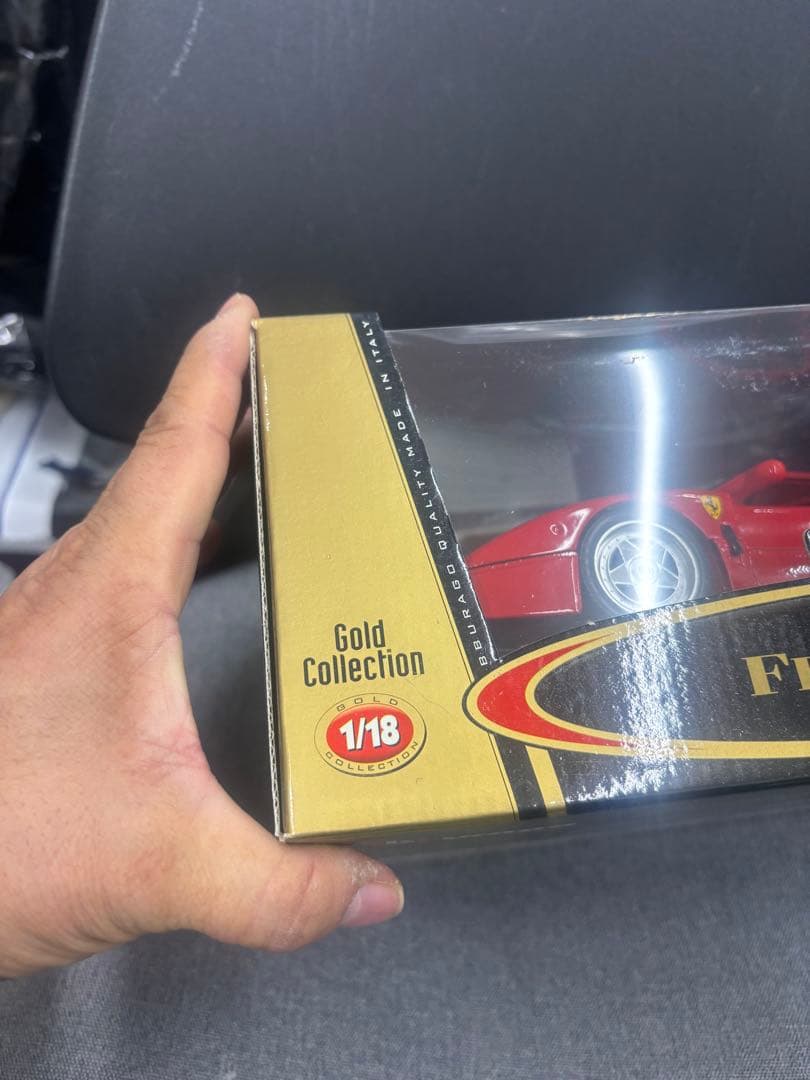 BBURAGO QUALITY MADE IN ITALY
Gold
Collection
GOLD
1/18
COLLECTION